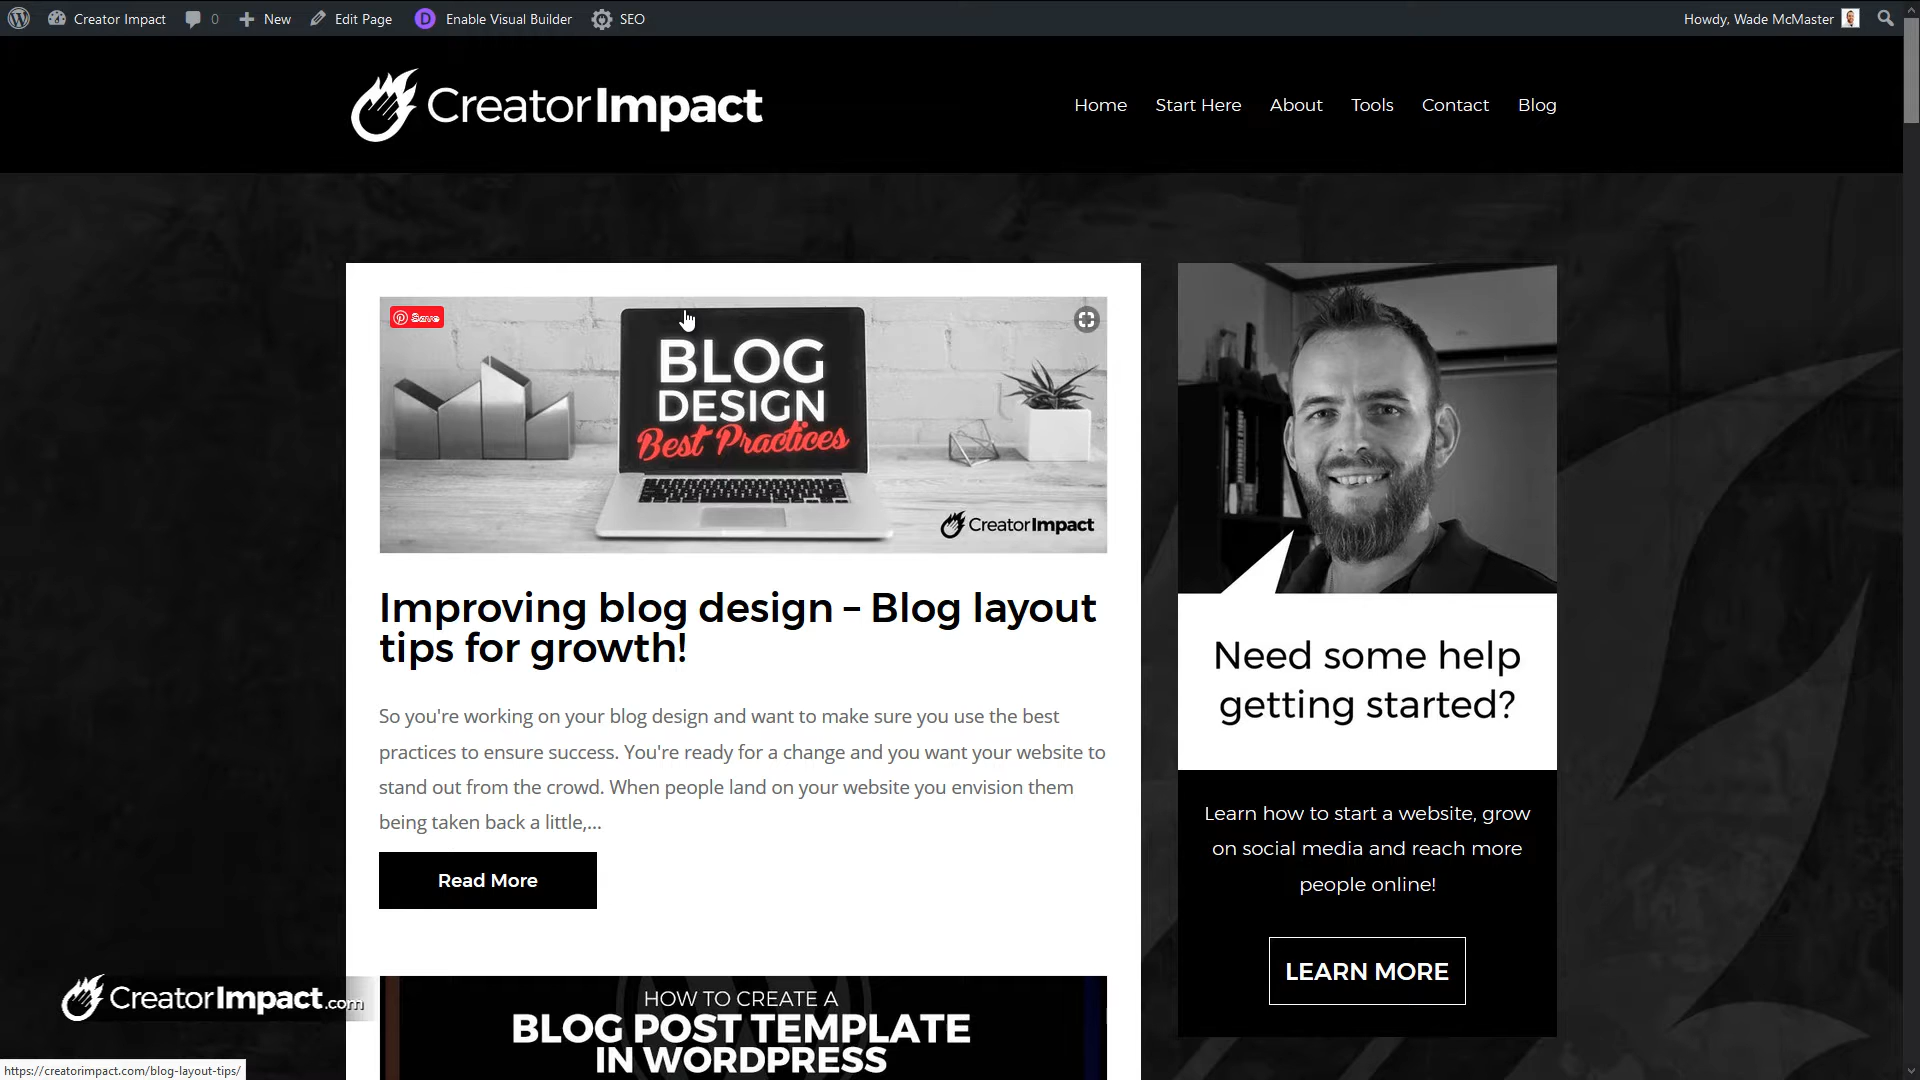 Creator Impact
0
New
Edit Page
Enable Visual Builder
SEO
Howdy, Wade McMaster
CreatorImpact
Home
Start Here
About
Tools
Contact
Blog
Save
BLOG
DESIGN
Best Practices
CreatorImpact
Improving blog design – Blog layout
tips for growth!
So you're working on your blog design and want to make sure you use the best
practices to ensure success. You're ready for a change and you want your website to
stand out from the crowd. When people land on your website you envision them
being taken back a little,...
Read More
HOW TO CREATE A
BLOG POST TEMPLATE
IN WORDPRESS
Need some help
getting started?
Learn how to start a website, grow
on social media and reach more
people online!
LEARN MORE
CreatorImpact.com
https://creatorimpact.com/blog-layout-tips/